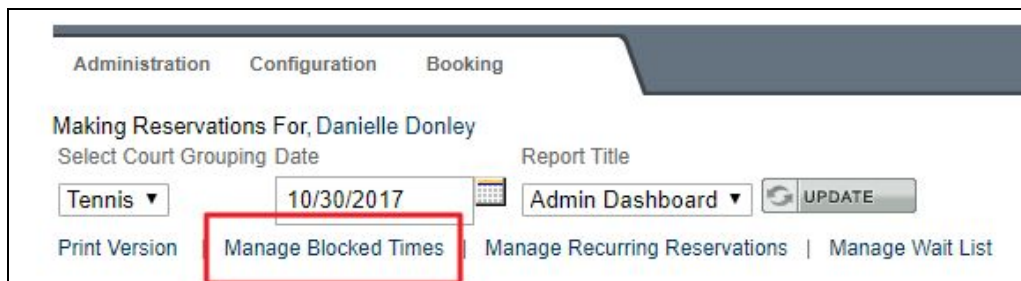 Administration Configuration Booking
Making Reservations For, Danielle Donley
Select Court Grouping Date Report Title
Tennis ▼ 10/30/2017 Admin Dashboard ▼ UPDATE
Print Version | Manage Blocked Times | Manage Recurring Reservations | Manage Wait List